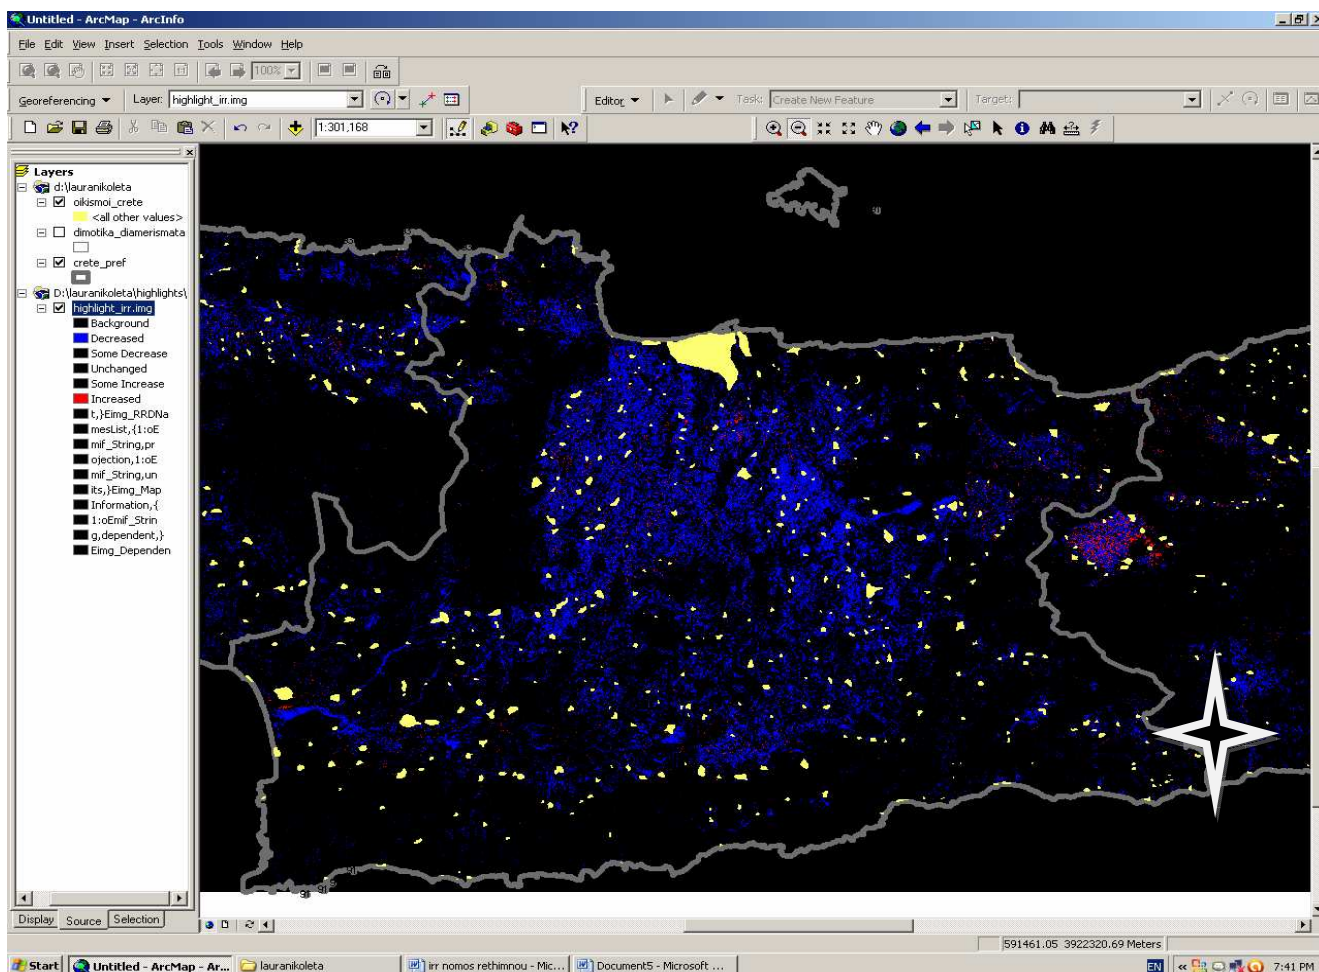 Untitled - ArcMap - ArcInfo
File Edit View Insert Selection Tools Window Help
100%
Georeferencing Layer: highlight_irr.img Editor Task: Create New Feature Target:
1:301,168
Layers
d:\lauranikoleta
oikismoi_crete
<all other values>
dimotika_diamerismata
crete_pref
D:\lauranikoleta\highlights\
highlight_irr.img
Background
Decreased
Some Decrease
Unchanged
Some Increase
Increased
t,}Eimg_RRDNa
mesList,{1:oE
mif_String,pr
ojection,1:oE
mif_String,un
its,}Eimg_Map
Information,{
1:oEmif_Strin
g,dependent,}
Eimg_Dependen
91
Display Source Selection
591461.05 3922320.69 Meters
Start Untitled - ArcMap - Ar... lauranikoleta irr nomos rethimnou - Mic... Document5 - Microsoft ... EN 7:41 PM